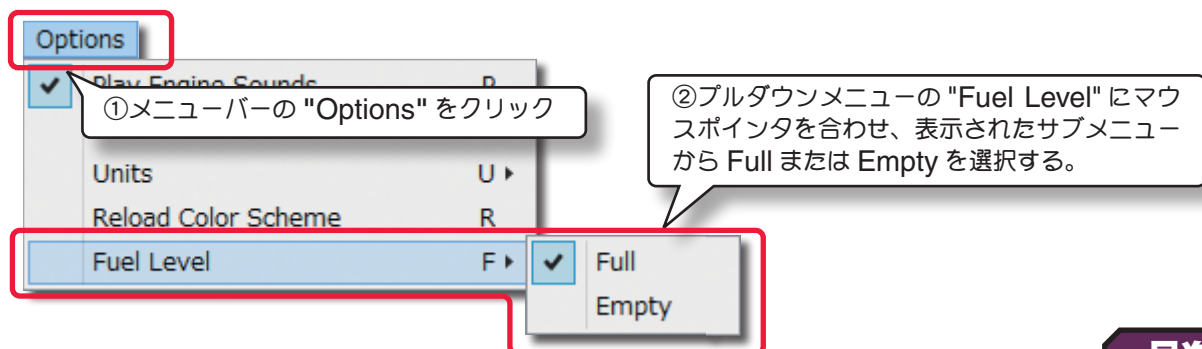 Options
Play Engine Sounds
①メニューバーの "Options" をクリック
②プルダウンメニューの "Fuel Level" にマウ
スポインタを合わせ、表示されたサブメニュー
から Full または Empty を選択する。
Units U
Reload Color Scheme R
Fuel Level F
Full
Empty